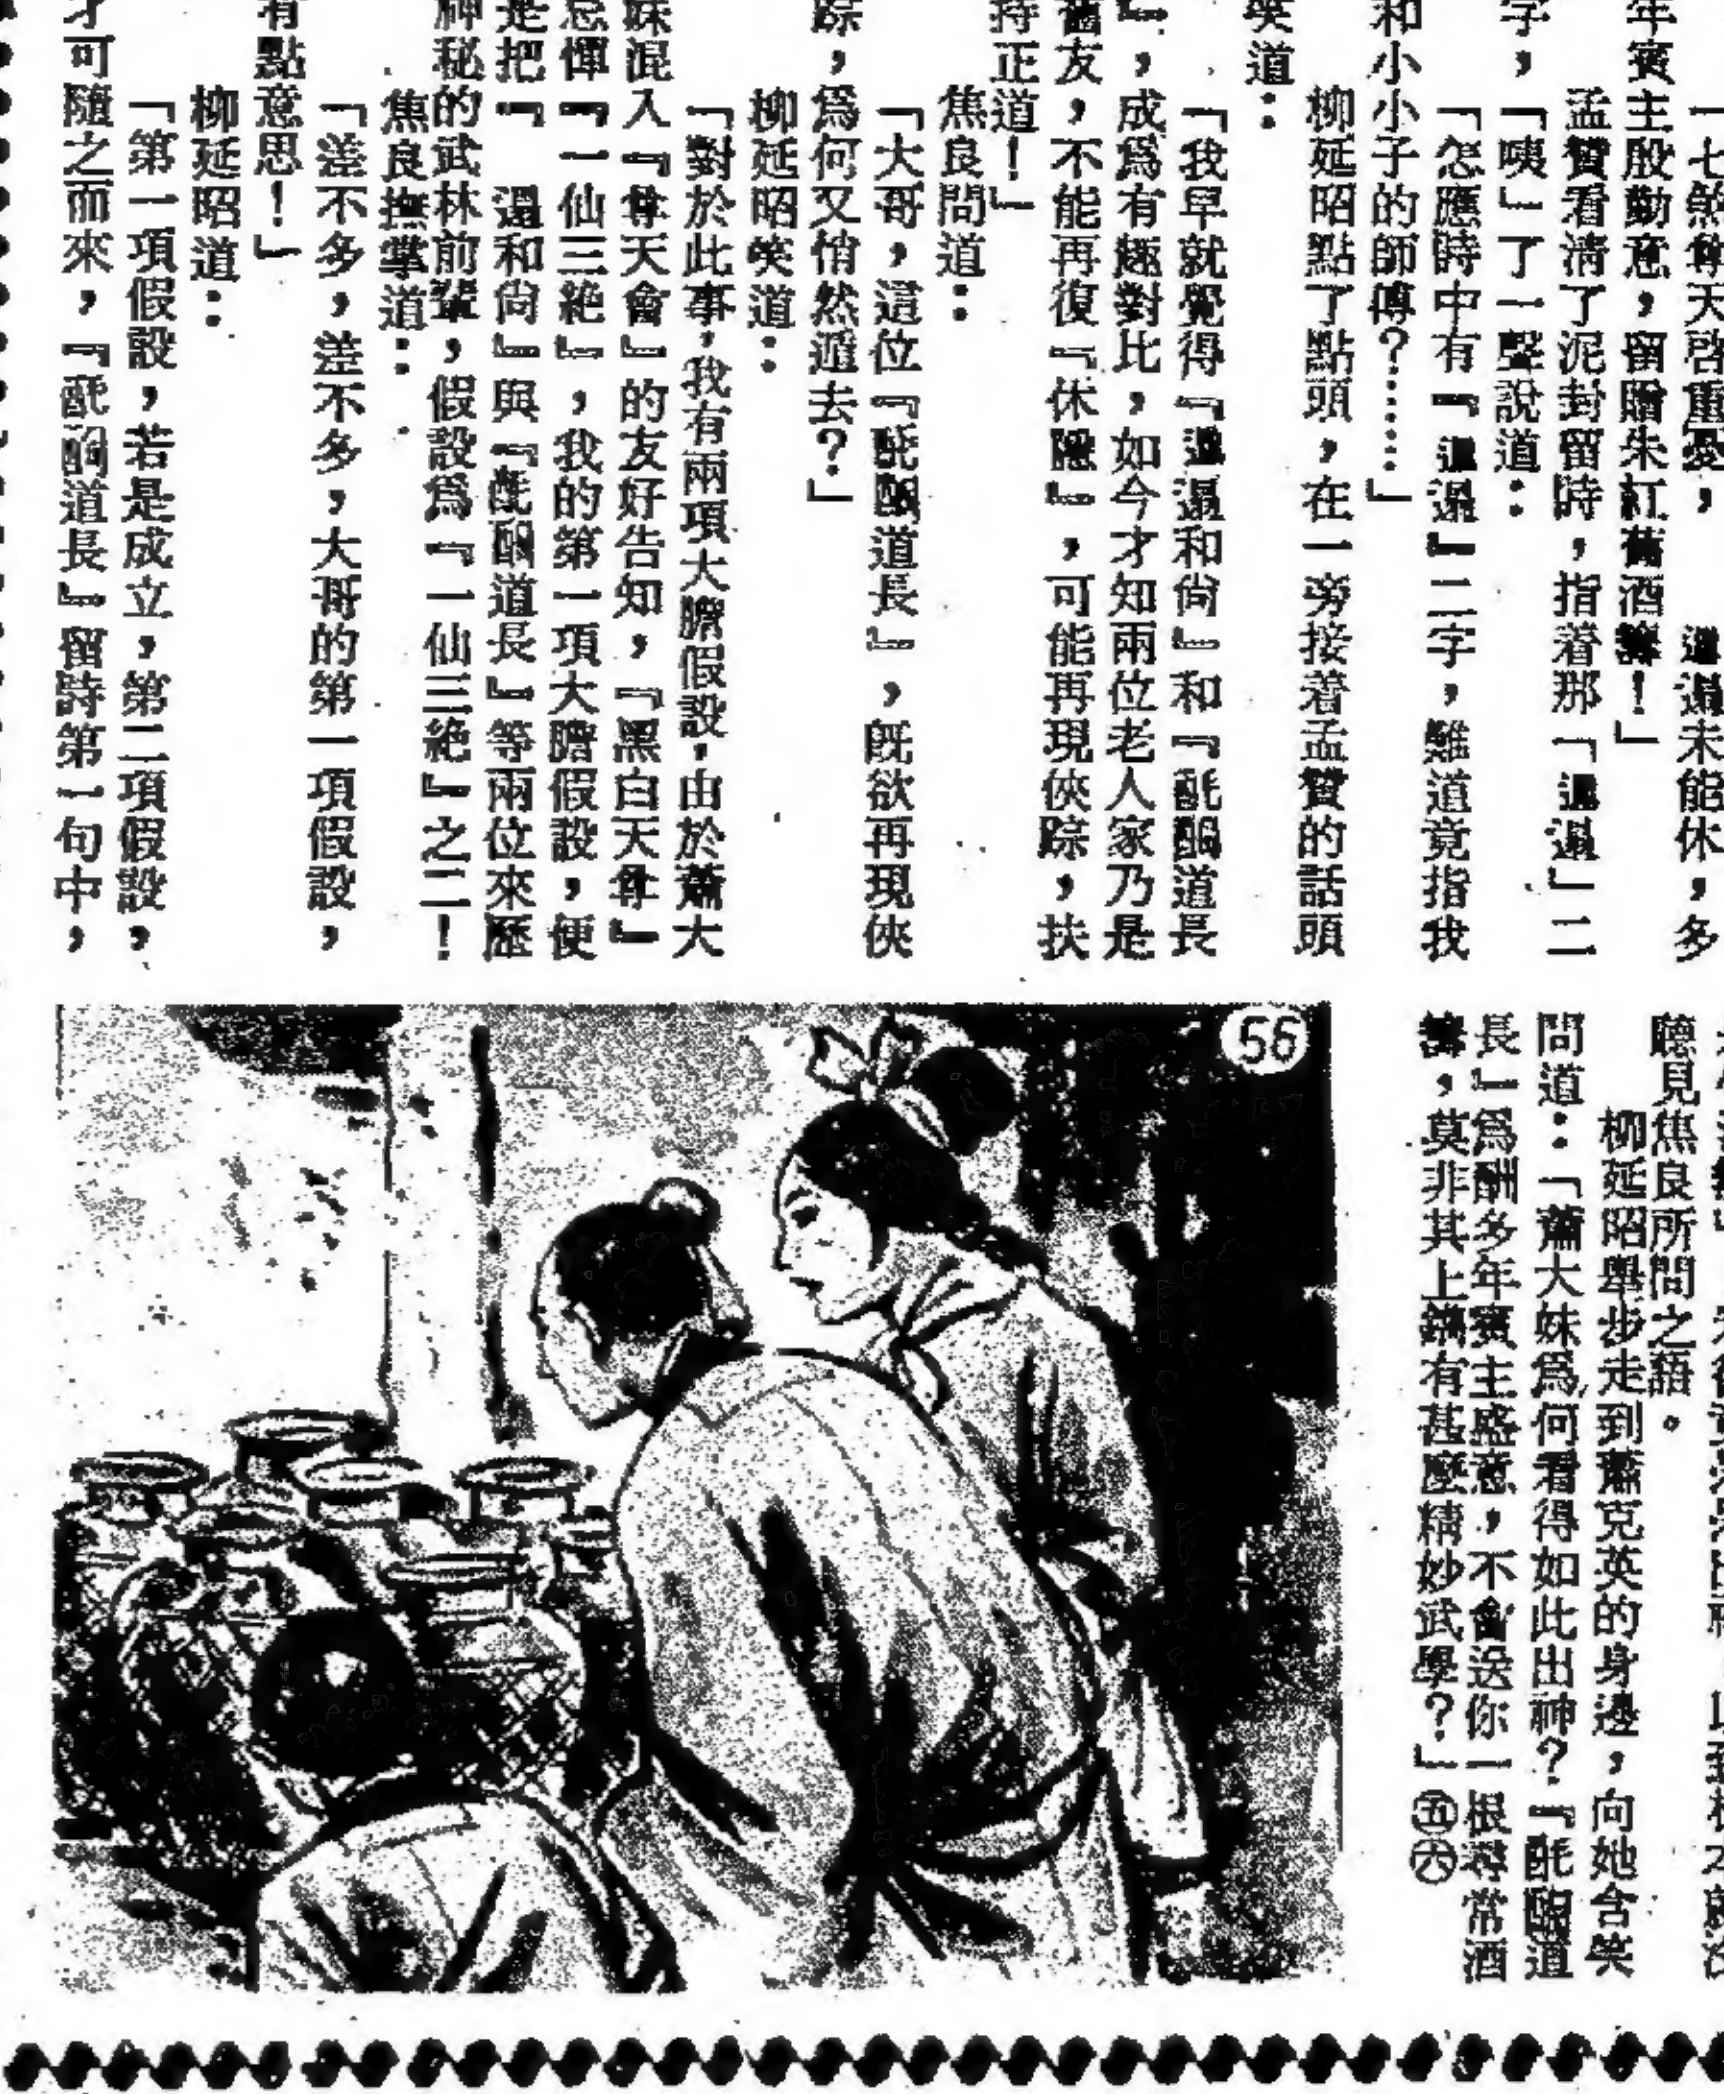 「七煞尊天啓重憂， 邋遢未能休，多
年賓主殷勤意，留贈朱紅舊酒籌！」
孟贊看清了泥封留時，指着那「邋遢」二
字，「咦」了一聲說道：
「怎應時中有『邋遢』二字，難道竟指我
和小小子的師傅？……」
柳延昭點了點頭，在一旁接着孟贊的話頭
笑道：
「我早就覺得『邋遢和尙』和『酕醄道長
』，成爲有趣對比，如今才知兩位老人家乃是
舊友，不能再復『休隱』，可能再現俠踪，扶
持正道！」
焦良問道：
「大哥，這位『酕醄道長』，旣欲再現俠
踪，爲何又悄然遁去？」
柳延昭笑道：
「對於此事，我有兩項大膽假設，由於蕭大
妹混入『尊天會』的友好告知，『黑白天尊』
忌憚『一仙三絶』，我的第一項大膽假設，便
是把『 邋和尙』與『酕醄道長』等兩位來歷
神秘的武林前輩，假設爲『一仙三絶』之二！
焦良撫掌道：
「差不多，差不多，大哥的第一項假設，
有點意思！」
柳延昭道：
「第一項假設，若是成立，第二項假設，
才可隨之而來，『酕醄道長』留詩第一句中，
聽見焦良所問之語。
柳延昭舉步走到蕭克英的身邊，向她含笑
問道：「蕭大妹爲何看得如此出神？『酕醄道
長』爲酬多年賓主盛意，不會送你一根尋常酒
籌，莫非其上鐫有甚麼精妙武學？」㊄㊅
56